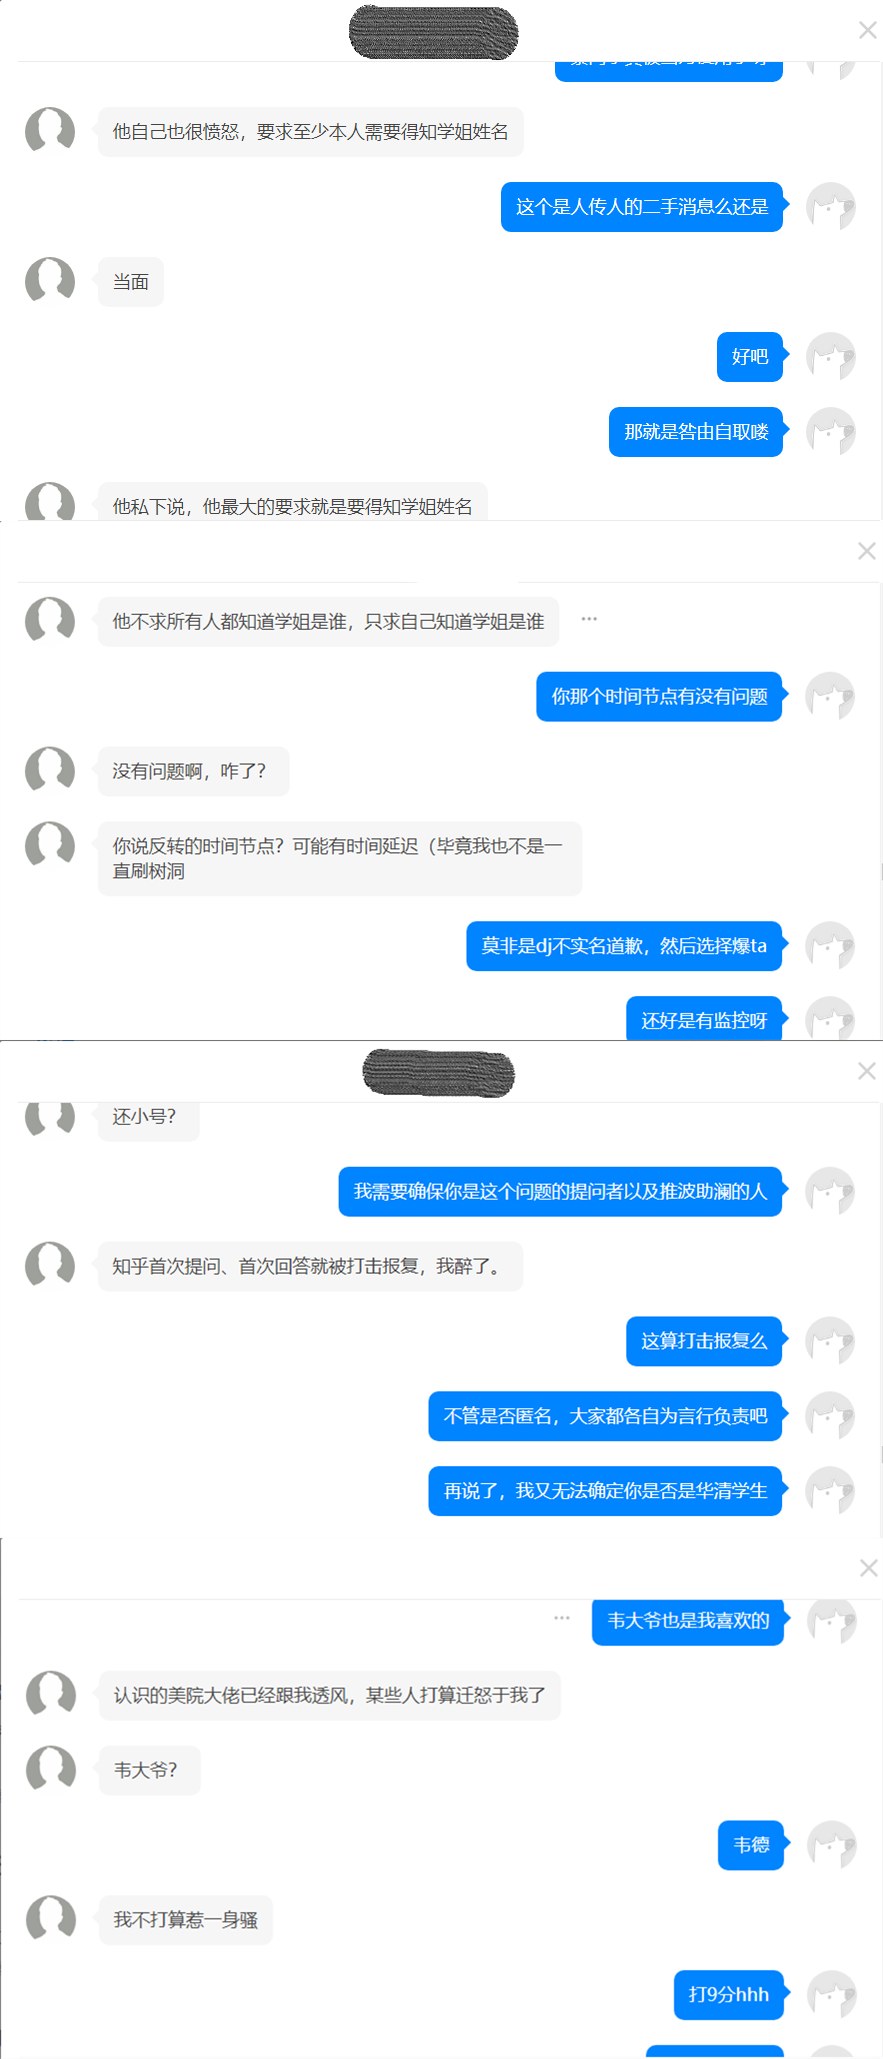 他自己也很愤怒，要求至少本人需要得知学姐姓名
这个是人传人的二手消息么还是
当面
好吧
那就是咎由自取喽
他私下说，他最大的要求就是要得知学姐姓名
他不求所有人都知道学姐是谁，只求自己知道学姐是谁
你那个时间节点有没有问题
没有问题啊，咋了？
你说反转的时间节点？可能有时间延迟（毕竟我也不是一
直刷树洞
莫非是dj不实名道歉，然后选择爆ta
还好是有监控呀
还小号？
我需要确保你是这个问题的提问者以及推波助澜的人
知乎首次提问、首次回答就被打击报复，我醉了。
这算打击报复么
不管是否匿名，大家都各自为言行负责吧
再说了，我又无法确定你是否是华清学生
韦大爷也是我喜欢的
认识的美院大佬已经跟我透风，某些人打算迁怒于我了
韦大爷？
韦德
我不打算惹一身骚
打9分hhh